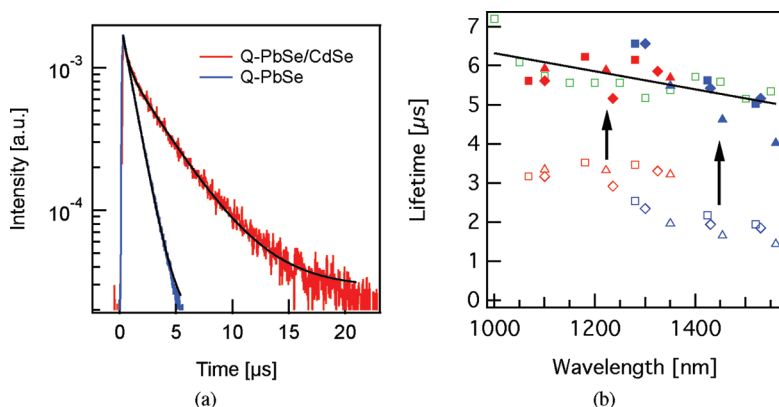 10⁻³
10⁻⁴
Intensity [a.u.]
Q-PbSe/CdSe
Q-PbSe
0
5
10
15
20
Time [µs]
(a)
7
6
5
4
3
2
1
0
Lifetime [µs]
1000
1200
1400
Wavelength [nm]
(b)